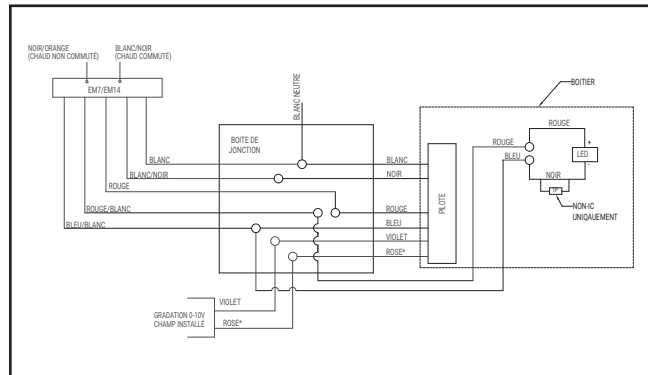 NOIR/ORANGE
(CHAUD NON COMMUTÉ)
BLANC/NOIR
(CHAUD COMMUTÉ)
EM7/EM14
BLANC NEUTRE
BOITE DE
JONCTION
BLANC
BLANC/NOIR
ROUGE
ROUGE/BLANC
BLEU/BLANC
BLANC
NOIR
ROUGE
BLEU
VIOLET
ROSE*
PILOTE
BOITIER
ROUGE
BLEU
ROUGE
+
LED
-
NOIR
TP
NON-IC
UNIQAUEMENT
VIOLET
GRADATION 0-10V
CHAMP INSTALLÉ
ROSE*